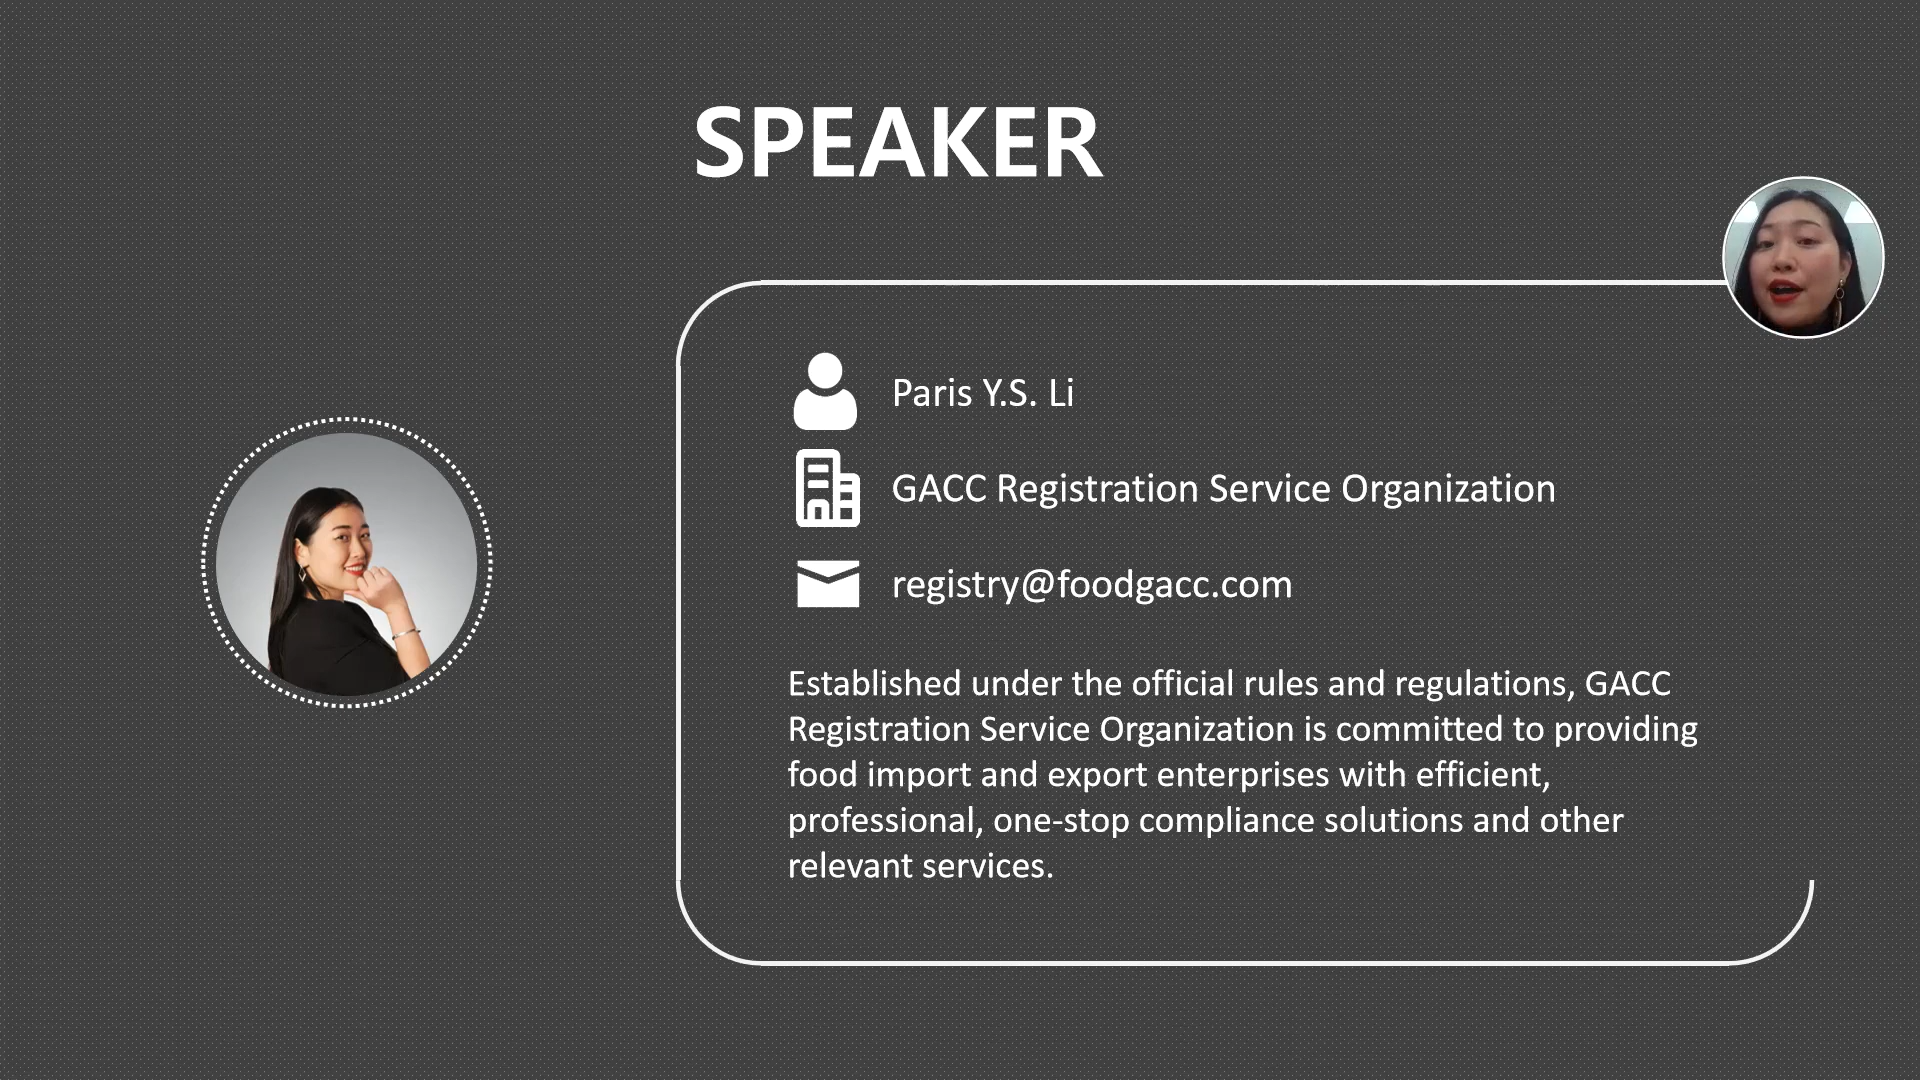 SPEAKER
Paris Y.S. Li
GACC Registration Service Organization
registry@foodgacc.com
Established under the official rules and regulations, GACC
Registration Service Organization is committed to providing
food import and export enterprises with efficient,
professional, one-stop compliance solutions and other
relevant services.